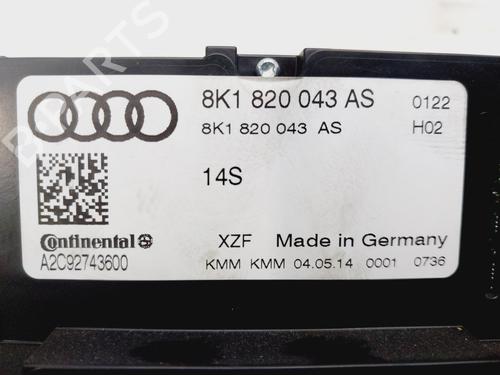 8K1 820 043 AS 0122
8K1 820 043 AS H02
14S
Continental XZF Made in Germany
A2C92743600 KMM KMM 04.05.14 0001 0736
B-PARTS